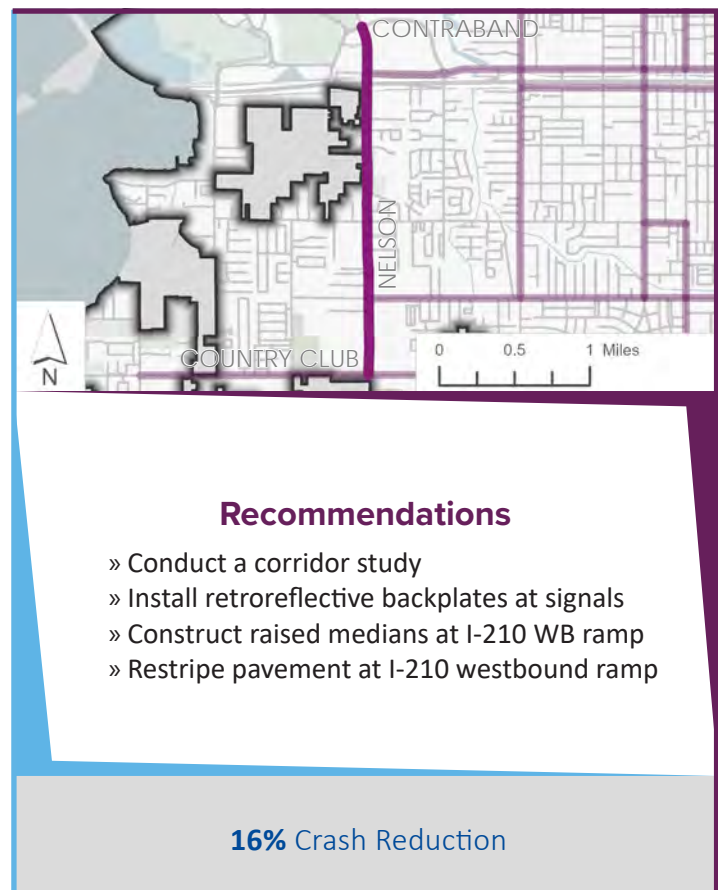 CONTRABAND
NELSON
COUNTRY CLUB
N
0 0.5 1 Miles
Recommendations
» Conduct a corridor study
» Install retroreflective backplates at signals
» Construct raised medians at I-210 WB ramp
» Restripe pavement at I-210 westbound ramp
16% Crash Reduction